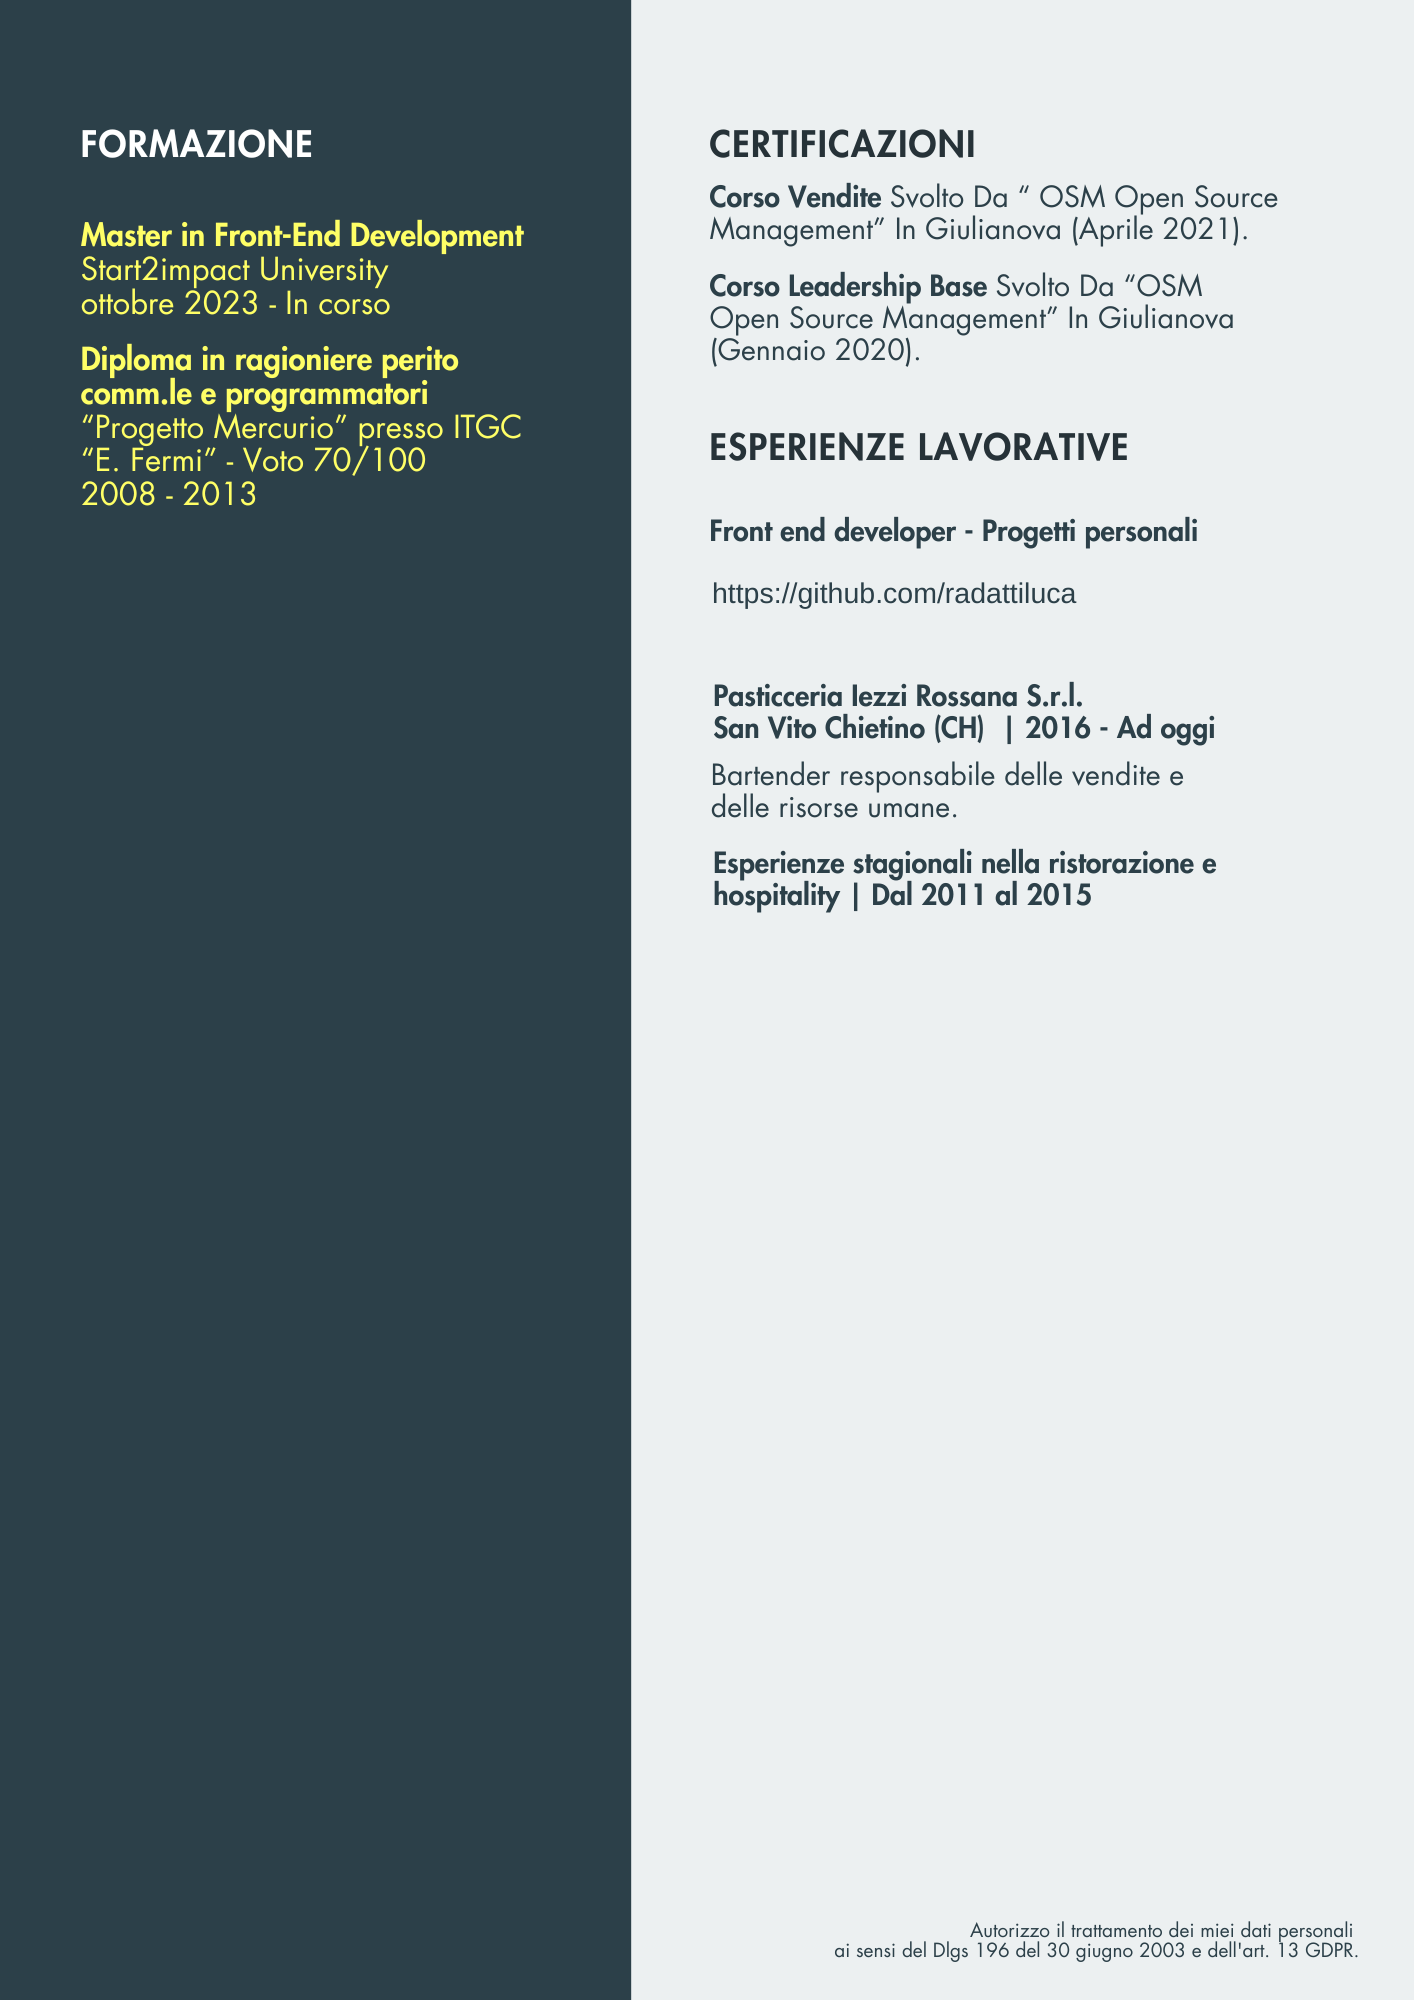 FORMAZIONE
Master in Front-End Development
Start2impact University
ottobre 2023 - In corso
Diploma in ragioniere perito
comm.le e programmatori
“Progetto Mercurio” presso ITGC
“E. Fermi” - Voto 70/100
2008 - 2013
CERTIFICAZIONI
Corso Vendite Svolto Da “ OSM Open Source
Management” In Giulianova (Aprile 2021).
Corso Leadership Base Svolto Da “OSM
Open Source Management” In Giulianova
(Gennaio 2020).
ESPERIENZE LAVORATIVE
Front end developer - Progetti personali
https://github.com/radattiluca
Pasticceria Iezzi Rossana S.r.l.
San Vito Chietino (CH) | 2016 - Ad oggi
Bartender responsabile delle vendite e
delle risorse umane.
Esperienze stagionali nella ristorazione e
hospitality | Dal 2011 al 2015
Autorizzo il trattamento dei miei dati personali
ai sensi del Dlgs 196 del 30 giugno 2003 e dell'art. 13 GDPR.